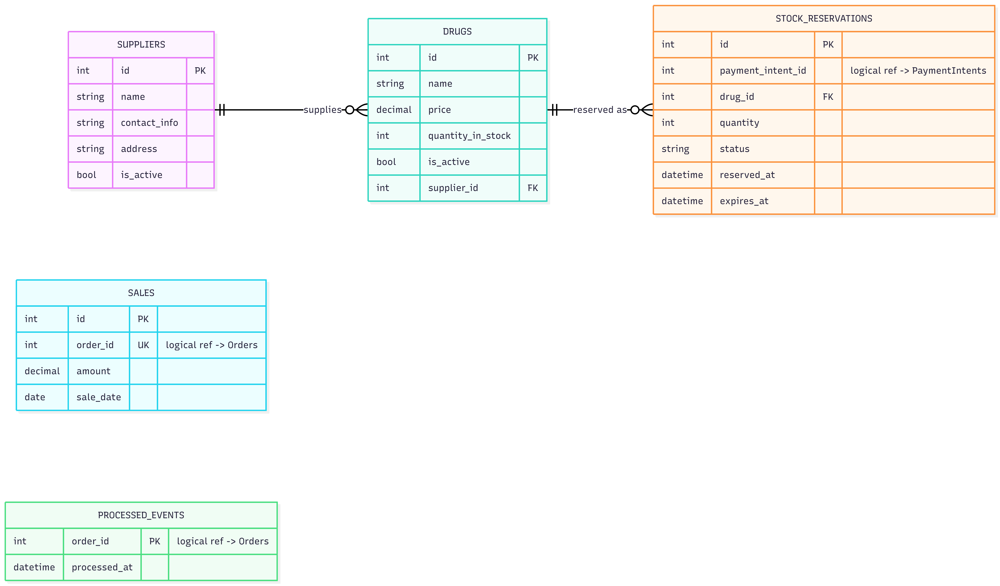 SUPPLIERS
int id PK
string name
string contact_info
string address
bool is_active
supplies
DRUGS
int id PK
string name
decimal price
int quantity_in_stock
bool is_active
int supplier_id FK
reserved as
STOCK_RESERVATIONS
int id PK
int payment_intent_id logical ref -> PaymentIntents
int drug_id FK
int quantity
string status
datetime reserved_at
datetime expires_at
SALES
int id PK
int order_id UK logical ref -> Orders
decimal amount
date sale_date
PROCESSED_EVENTS
int order_id PK logical ref -> Orders
datetime processed_at